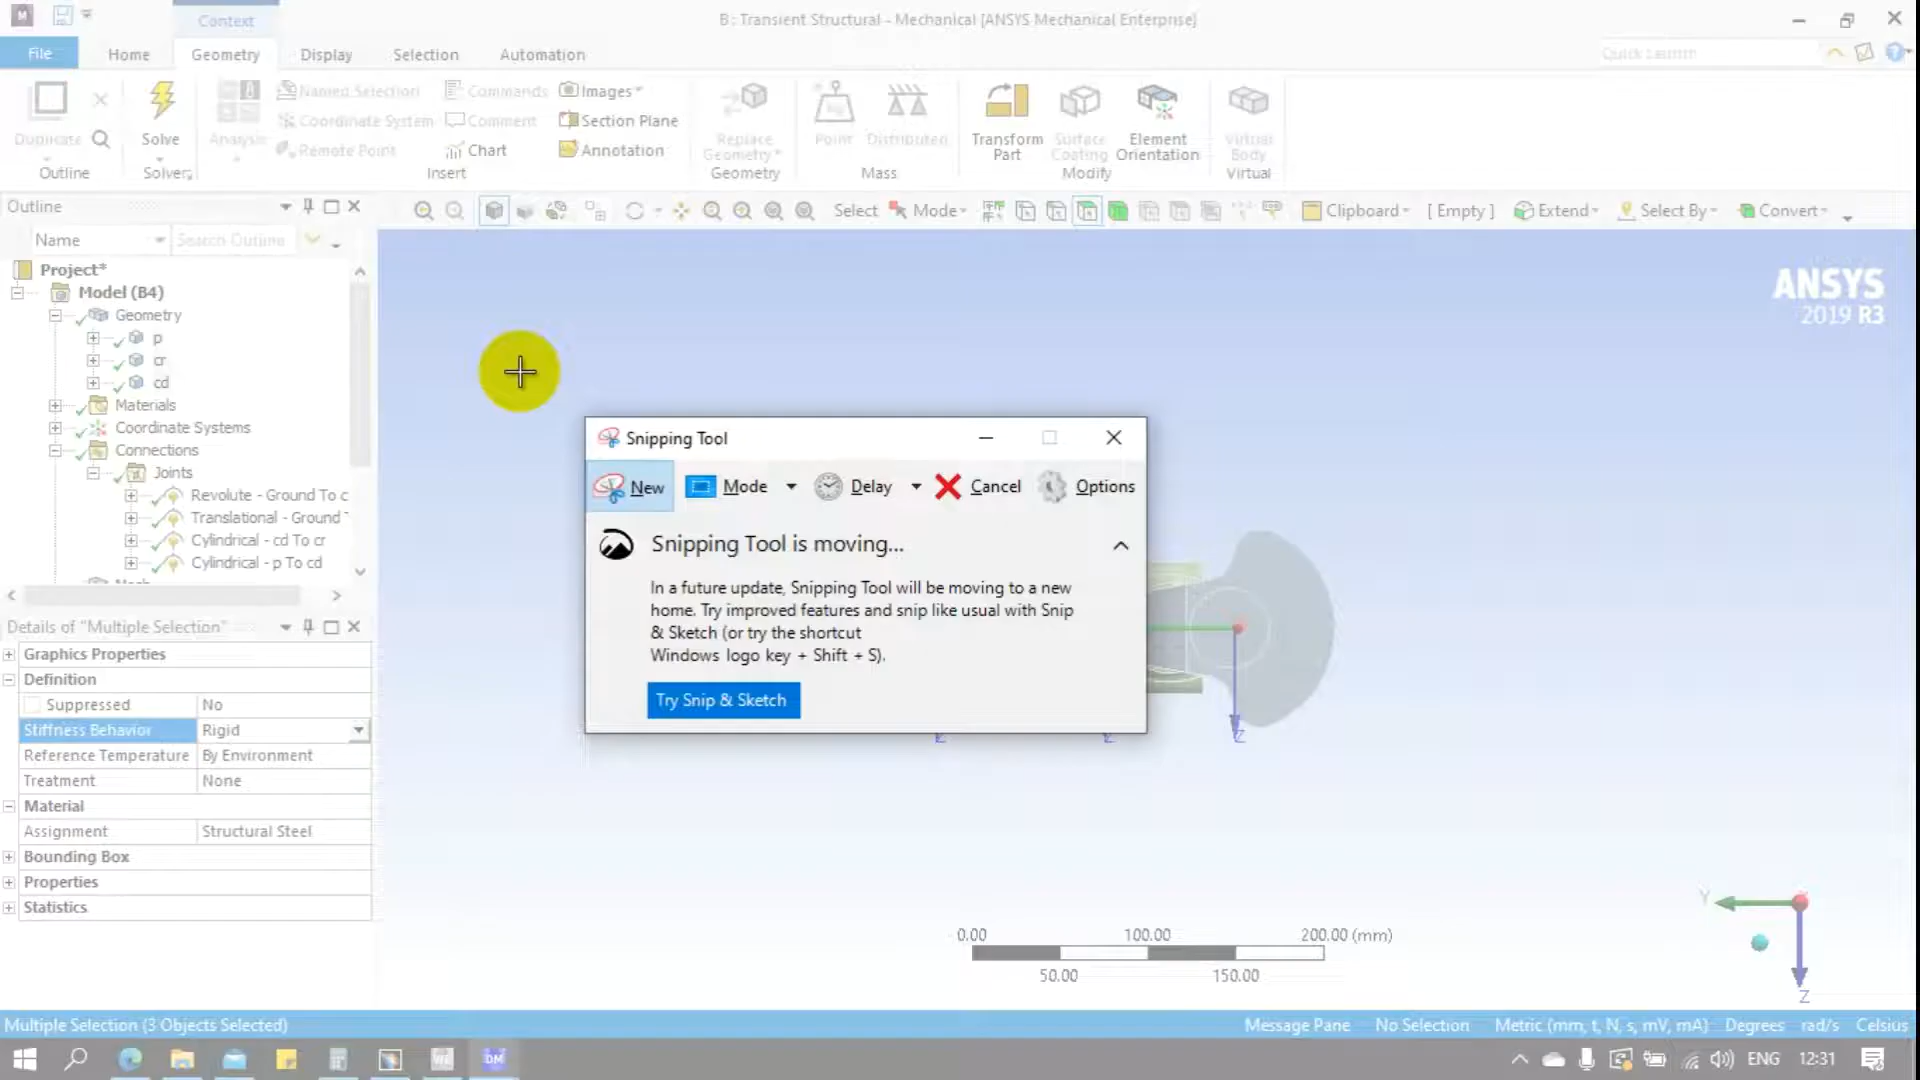 B : Transient Structural - Mechanical [ANSYS Mechanical Enterprise]
Context
File
Home
Geometry
Display
Selection
Automation
Quick Launch
Duplicate
Outline
Solve
Solver
Analysis
Named Selection
Coordinate System
Remote Point
Commands
Comment
Chart
Images
Section Plane
Annotation
Insert
Replace
Geometry
Geometry
Point
Distributed
Mass
Transform
Part
Surface
Coating
Element
Orientation
Modify
Virtual
Body
Virtual
Outline
Select
Mode
Clipboard
[ Empty ]
Extend
Select By
Convert
Name
Search Outline
Project*
Model (B4)
Geometry
p
cr
cd
Materials
Coordinate Systems
Connections
Joints
Revolute - Ground To c
Translational - Ground
Cylindrical - cd To cr
Cylindrical - p To cd
ANSYS
2019 R3
Snipping Tool
New
Mode
Delay
Cancel
Options
Snipping Tool is moving...
In a future update, Snipping Tool will be moving to a new
home. Try improved features and snip like usual with Snip
& Sketch (or try the shortcut
Windows logo key + Shift + S).
Try Snip & Sketch
Details of "Multiple Selection"
Graphics Properties
Definition
Suppressed No
Stiffness Behavior Rigid
Reference Temperature By Environment
Treatment None
Material
Assignment Structural Steel
Bounding Box
Properties
Statistics
Z
Y
Z
0.00 100.00 200.00 (mm)
50.00 150.00
Multiple Selection (3 Objects Selected)
Message Pane
No Selection
Metric (mm, t, N, s, mV, mA)
Degrees
rad/s
Celsius
DM
ENG
12:31